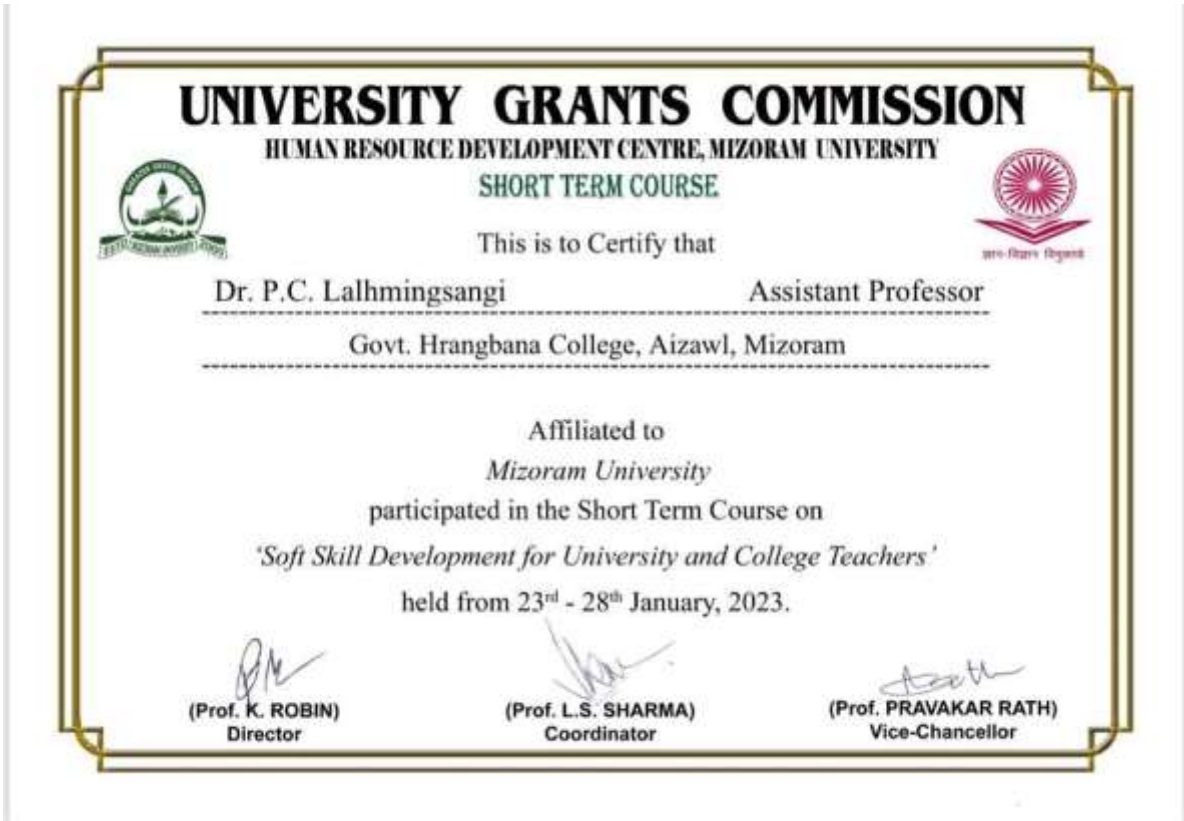 UNIVERSITY GRANTS COMMISSION
HUMAN RESOURCE DEVELOPMENT CENTRE, MIZORAM UNIVERSITY
SHORT TERM COURSE
This is to Certify that
Dr. P.C. Lalhmingsangi Assistant Professor
Govt. Hrangbana College, Aizawl, Mizoram
Affiliated to
Mizoram University
participated in the Short Term Course on
'Soft Skill Development for University and College Teachers'
held from 23rd - 28th January, 2023.
(Prof. K. ROBIN) (Prof. L.S. SHARMA) (Prof. PRAVAKAR RATH)
Director Coordinator Vice-Chancellor